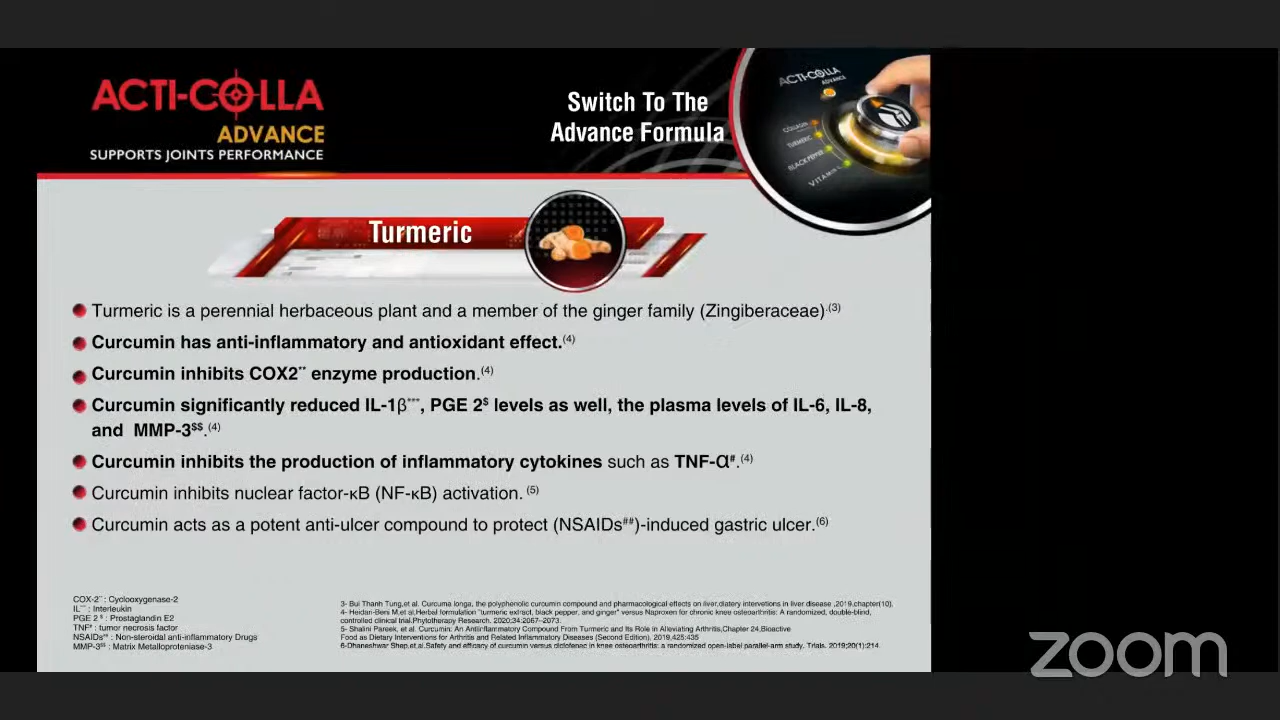 ACTI-COLLA
ADVANCE
SUPPORTS JOINTS PERFORMANCE
Switch To The
Advance Formula
ACTI-COLLA
ADVANCE
COLLAGEN
TURMERIC
BLACK PEPPER
VITAMIN C
Turmeric
Turmeric is a perennial herbaceous plant and a member of the ginger family (Zingiberaceae).(3)
Curcumin has anti-inflammatory and antioxidant effect.(4)
Curcumin inhibits COX2** enzyme production.(4)
Curcumin significantly reduced IL-1β***, PGE 2$ levels as well, the plasma levels of IL-6, IL-8,
and MMP-3$$.(4)
Curcumin inhibits the production of inflammatory cytokines such as TNF-α#.(4)
Curcumin inhibits nuclear factor-κB (NF-κB) activation. (5)
Curcumin acts as a potent anti-ulcer compound to protect (NSAIDs##)-induced gastric ulcer.(6)
COX-2** : Cyclooxygenase-2
IL*** : Interleukin
PGE 2 $ : Prostaglandin E2
TNF# : tumor necrosis factor
NSAIDs## : Non-steroidal anti-inflammatory Drugs
MMP-3$$ : Matrix Metalloproteniase-3
3- Bui Thanh Tung,et al. Curcuma longa, the polyphenolic curcumin compound and pharmacological effects on liver,dietary interventions in liver disease ,2019,chapter(10).
4- Heidari-Beni M,et al,Herbal formulation "turmeric extract, black pepper, and ginger" versus Naproxen for chronic knee osteoarthritis: A randomized, double-blind,
controlled clinical trial.Phytotherapy Research. 2020;34:2067–2073.
5- Shalini Pareek, et al. Curcumin: An Antiinflammatory Compound From Turmeric and Its Role in Alleviating Arthritis,Chapter 24,Bioactive
Food as Dietary Interventions for Arthritis and Related Inflammatory Diseases (Second Edition), 2019,425:435
6-Dhaneshwar Shep,et,al.Safety and efficacy of curcumin versus diclofenac in knee osteoarthritis: a randomized open-label parallel-arm study. Trials. 2019;20(1):214
zoom